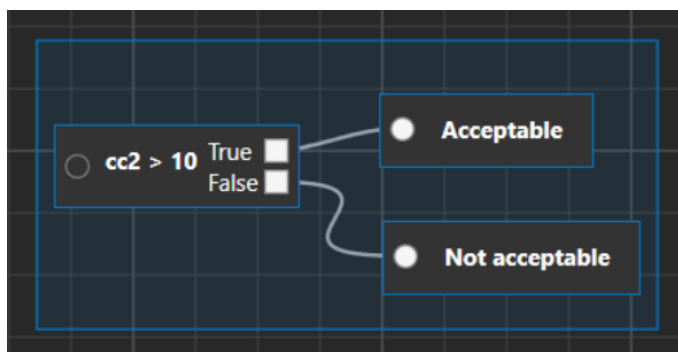 cc2 > 10
True
False
Acceptable
Not acceptable